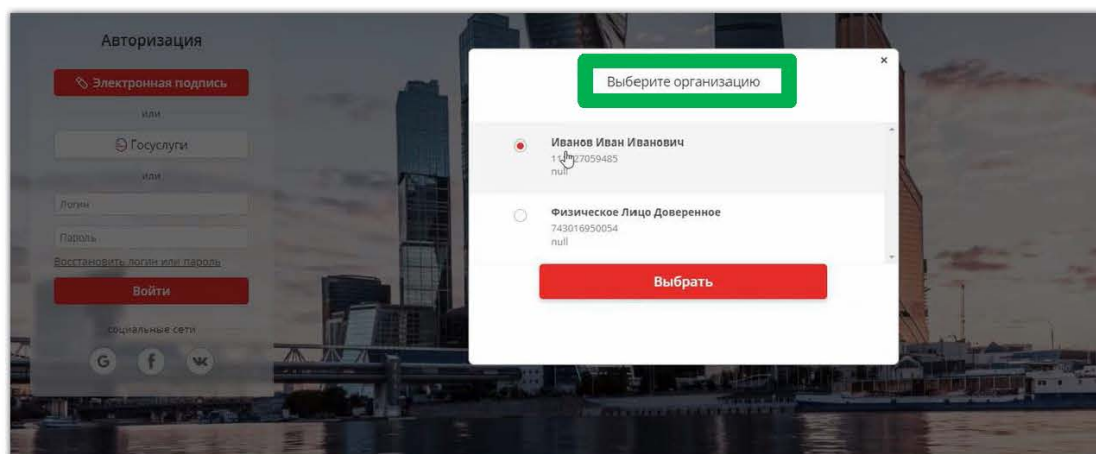 Авторизация
Электронная подпись
или
Госуслуги
или
Логин
Пароль
Восстановить логин или пароль
Войти
социальные сети
G f
Выберите организацию
×
Иванов Иван Иванович
27059485
null
Физическое Лицо Доверенное
743016950054
null
Выбрать